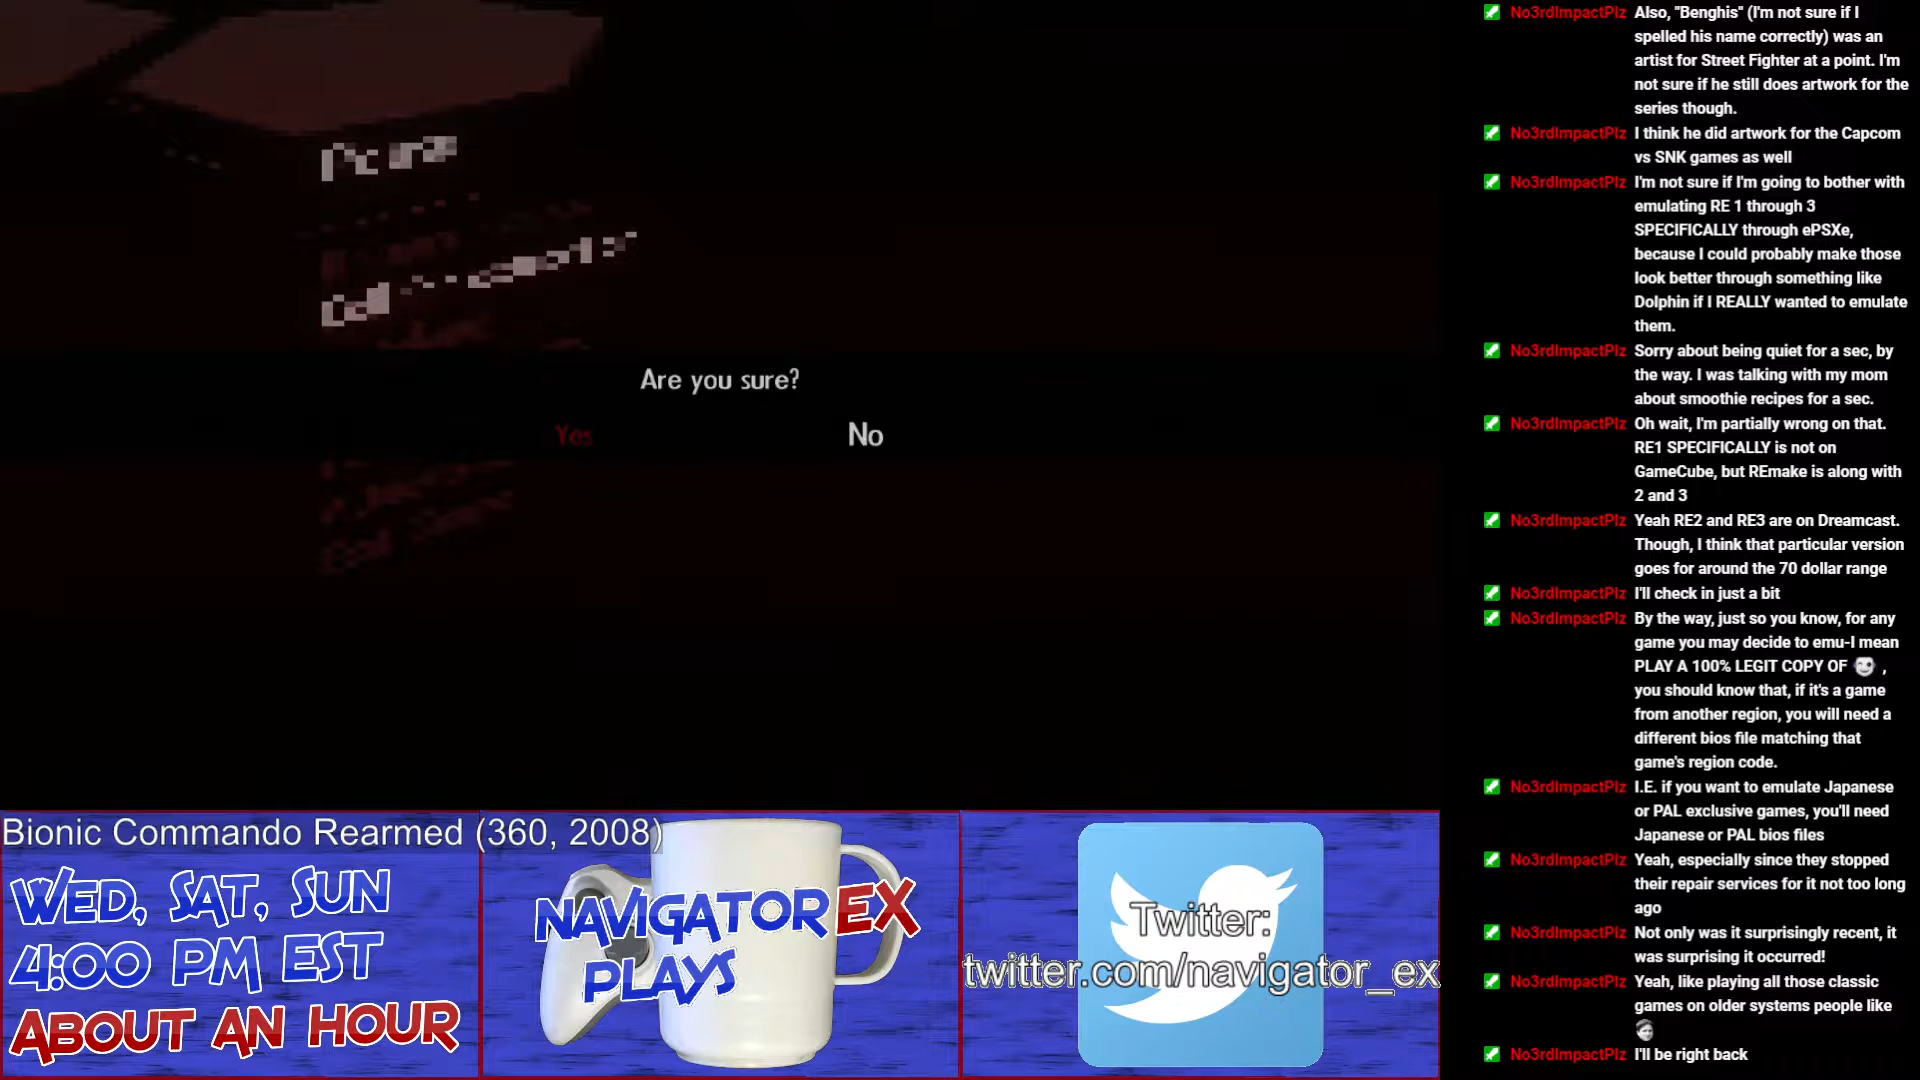 Are you sure?
Yes
No
Bionic Commando Rearmed (360, 2008)
WED, SAT, SUN
4:00 PM EST
ABOUT AN HOUR
NAVIGATOR EX
PLAYS
Twitter:
twitter.com/navigator_ex
No3rdImpactPlz Also, "Benghis" (I'm not sure if I
spelled his name correctly) was an
artist for Street Fighter at a point. I'm
not sure if he still does artwork for the
series though.
No3rdImpactPlz I think he did artwork for the Capcom
vs SNK games as well
No3rdImpactPlz I'm not sure if I'm going to bother with
emulating RE 1 through 3
SPECIFICALLY through ePSXe,
because I could probably make those
look better through something like
Dolphin if I REALLY wanted to emulate
them.
No3rdImpactPlz Sorry about being quiet for a sec, by
the way. I was talking with my mom
about smoothie recipes for a sec.
No3rdImpactPlz Oh wait, I'm partially wrong on that.
RE1 SPECIFICALLY is not on
GameCube, but REmake is along with
2 and 3
No3rdImpactPlz Yeah RE2 and RE3 are on Dreamcast.
Though, I think that particular version
goes for around the 70 dollar range
No3rdImpactPlz I'll check in just a bit
No3rdImpactPlz By the way, just so you know, for any
game you may decide to emu-I mean
PLAY A 100% LEGIT COPY OF ,
you should know that, if it's a game
from another region, you will need a
different bios file matching that
game's region code.
No3rdImpactPlz I.E. if you want to emulate Japanese
or PAL exclusive games, you'll need
Japanese or PAL bios files
No3rdImpactPlz Yeah, especially since they stopped
their repair services for it not too long
ago
No3rdImpactPlz Not only was it surprisingly recent, it
was surprising it occurred!
No3rdImpactPlz Yeah, like playing all those classic
games on older systems people like
No3rdImpactPlz I'll be right back